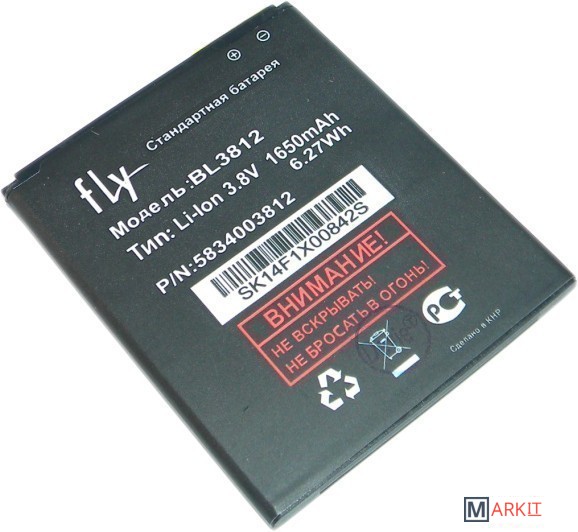 fly
Стандартная батарея
Модель:BL3812
Тип: Li-Ion 3.8V 1650mAh
6.27Wh
P/N:5834003812
SK14F1X00842S
ВНИМАНИЕ!
НЕ ВСКРЫВАТЬ!
НЕ БРОСАТЬ В ОГОНЬ!
РСТ
Сделано в КНР
MARKIT